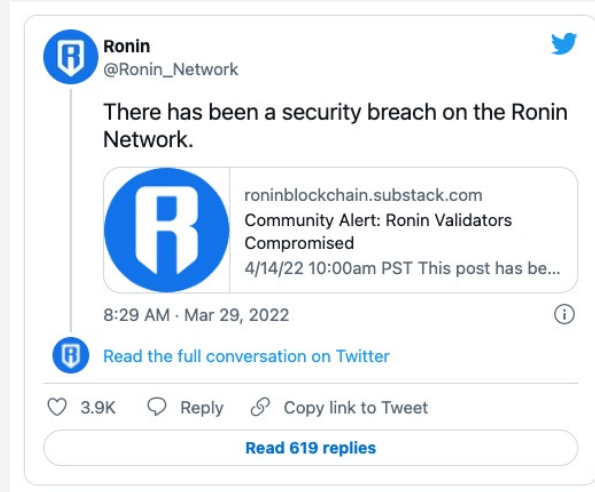 Ronin
@Ronin_Network
There has been a security breach on the Ronin
Network.
roninblockchain.substack.com
Community Alert: Ronin Validators
Compromised
4/14/22 10:00am PST This post has be...
8:29 AM · Mar 29, 2022
Read the full conversation on Twitter
3.9K Reply Copy link to Tweet
Read 619 replies